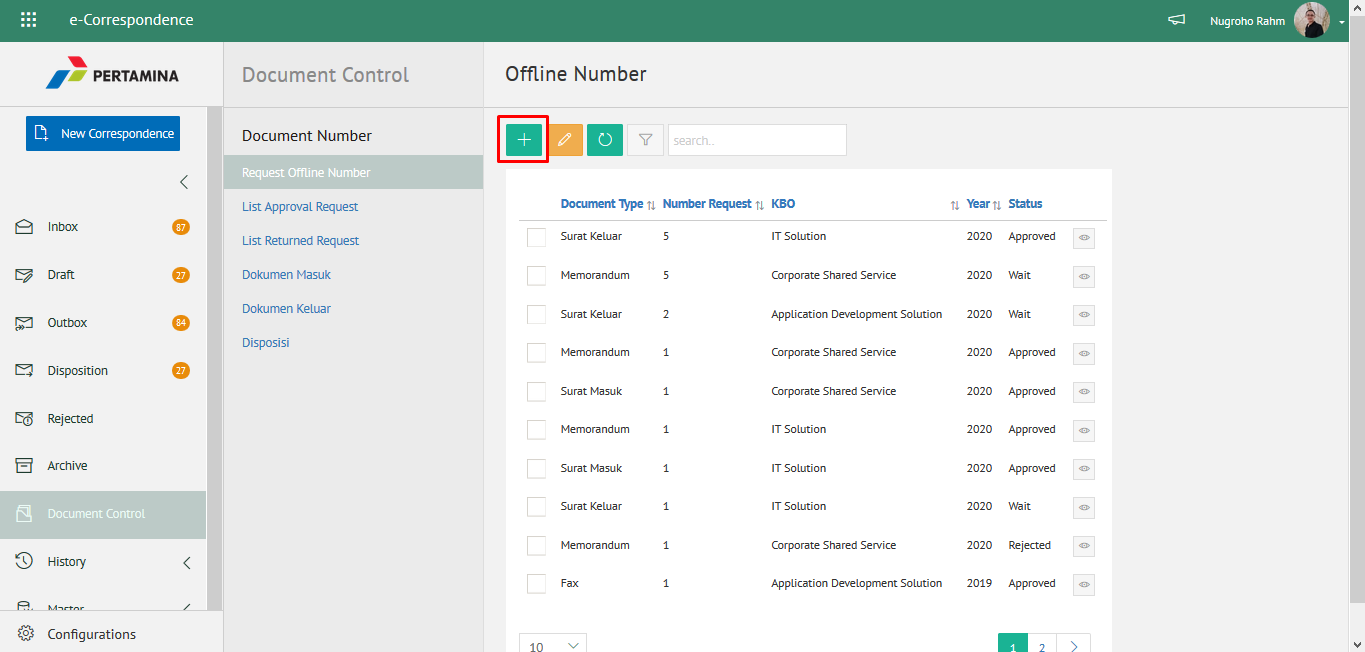 e-Correspondence
Nugroho Rahm
PERTAMINA
New Correspondence
Inbox 87
Draft 27
Outbox 84
Disposition 27
Rejected
Archive
Document Control
History
Master
Configurations
Document Control
Document Number
Request Offline Number
List Approval Request
List Returned Request
Dokumen Masuk
Dokumen Keluar
Disposisi
Offline Number
search..
Document Type Number Request KBO Year Status
Surat Keluar 5 IT Solution 2020 Approved
Memorandum 5 Corporate Shared Service 2020 Wait
Surat Keluar 2 Application Development Solution 2020 Wait
Memorandum 1 Corporate Shared Service 2020 Approved
Surat Masuk 1 Corporate Shared Service 2020 Approved
Memorandum 1 IT Solution 2020 Approved
Surat Masuk 1 IT Solution 2020 Approved
Surat Keluar 1 IT Solution 2020 Wait
Memorandum 1 Corporate Shared Service 2020 Rejected
Fax 1 Application Development Solution 2019 Approved
10 1 2